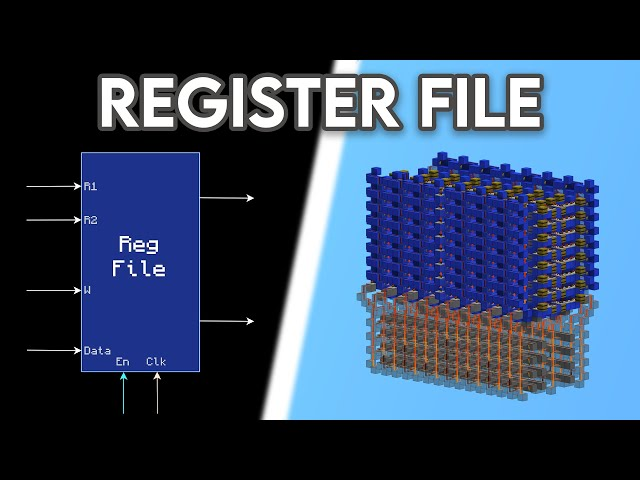 REGISTER FILE
R1
R2
Reg
File
W
Data
En Clk